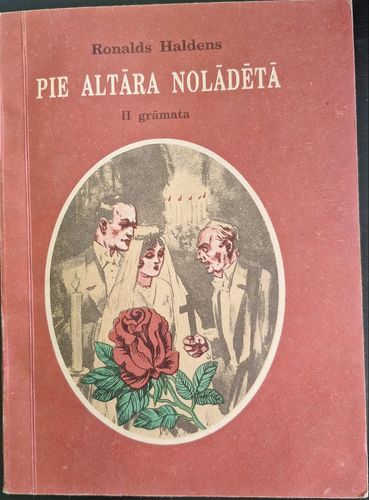 Ronalds Haldens
PIE ALTĀRA NOLĀDĒTĀ
II grāmata